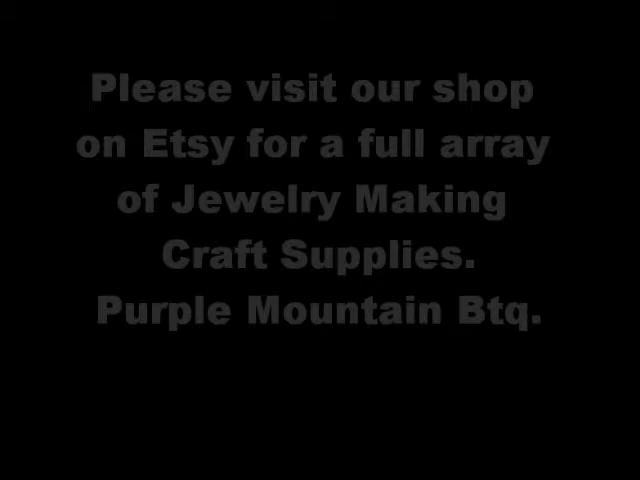 Please visit our shop
on Etsy for a full array
of Jewelry Making
Craft Supplies.
Purple Mountain Btq.